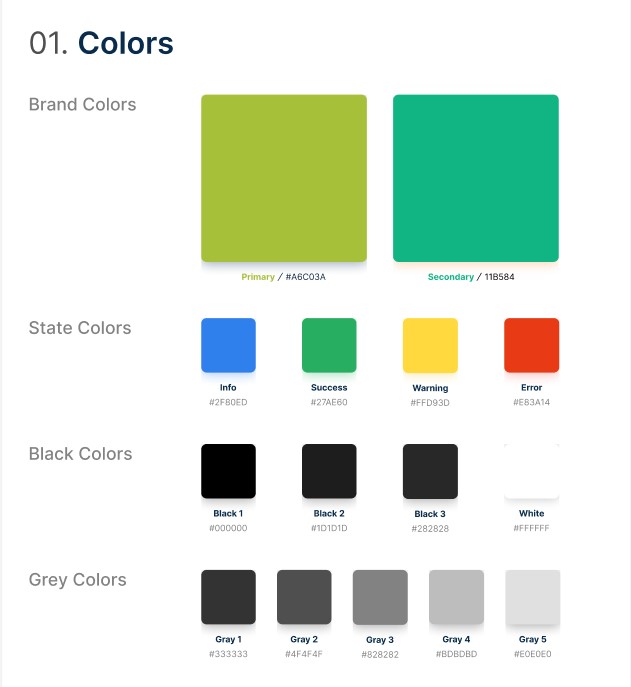 01. Colors
Brand Colors
Primary / #A6C03A
Secondary / 11B584
State Colors
Info
Success
Warning
Error
#2F80ED
#27AE60
#FFD93D
#E83A14
Black Colors
Black 1
Black 2
Black 3
White
#000000
#1D1D1D
#282828
#FFFFFF
Grey Colors
Gray 1
Gray 2
Gray 3
Gray 4
Gray 5
#333333
#4F4F4F
#828282
#BDBDBD
#E0E0E0